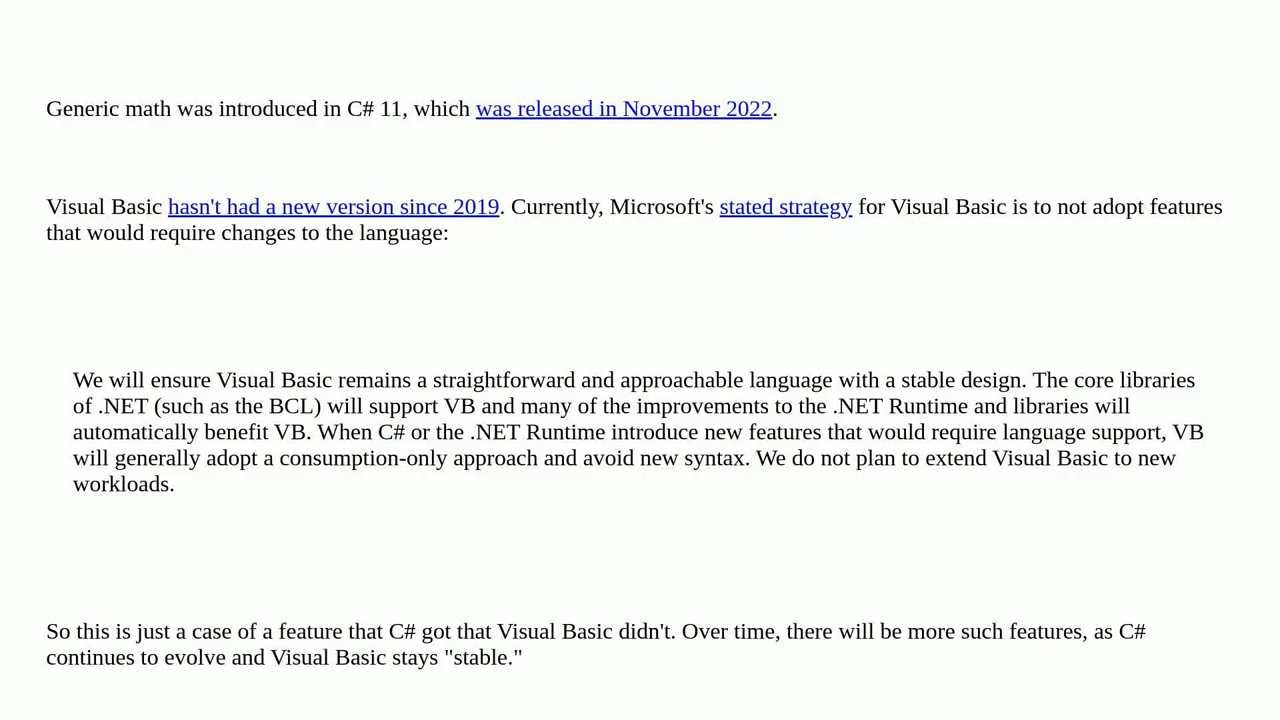 Generic math was introduced in C# 11, which was released in November 2022.
Visual Basic hasn't had a new version since 2019. Currently, Microsoft's stated strategy for Visual Basic is to not adopt features
that would require changes to the language:
We will ensure Visual Basic remains a straightforward and approachable language with a stable design. The core libraries
of .NET (such as the BCL) will support VB and many of the improvements to the .NET Runtime and libraries will
automatically benefit VB. When C# or the .NET Runtime introduce new features that would require language support, VB
will generally adopt a consumption-only approach and avoid new syntax. We do not plan to extend Visual Basic to new
workloads.
So this is just a case of a feature that C# got that Visual Basic didn't. Over time, there will be more such features, as C#
continues to evolve and Visual Basic stays "stable."